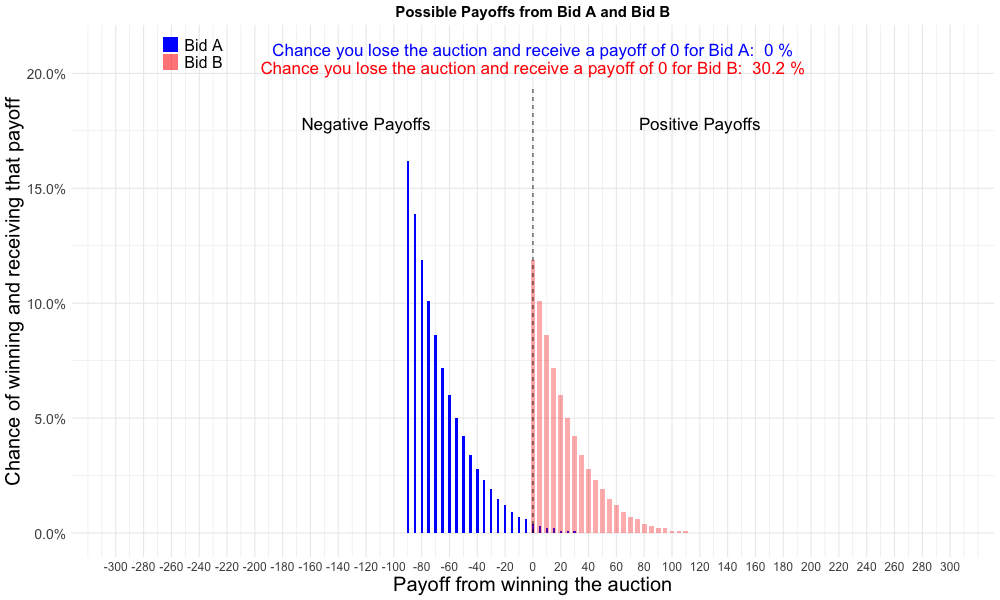 Possible Payoffs from Bid A and Bid B
Bid A
Bid B
Chance you lose the auction and receive a payoff of 0 for Bid A:  0 %
Chance you lose the auction and receive a payoff of 0 for Bid B:  30.2 %
Negative Payoffs
Positive Payoffs
Chance of winning and receiving that payoff
20.0%
15.0%
10.0%
5.0%
0.0%
-300 -280 -260 -240 -220 -200 -180 -160 -140 -120 -100 -80 -60 -40 -20 0 20 40 60 80 100 120 140 160 180 200 220 240 260 280 300
Payoff from winning the auction